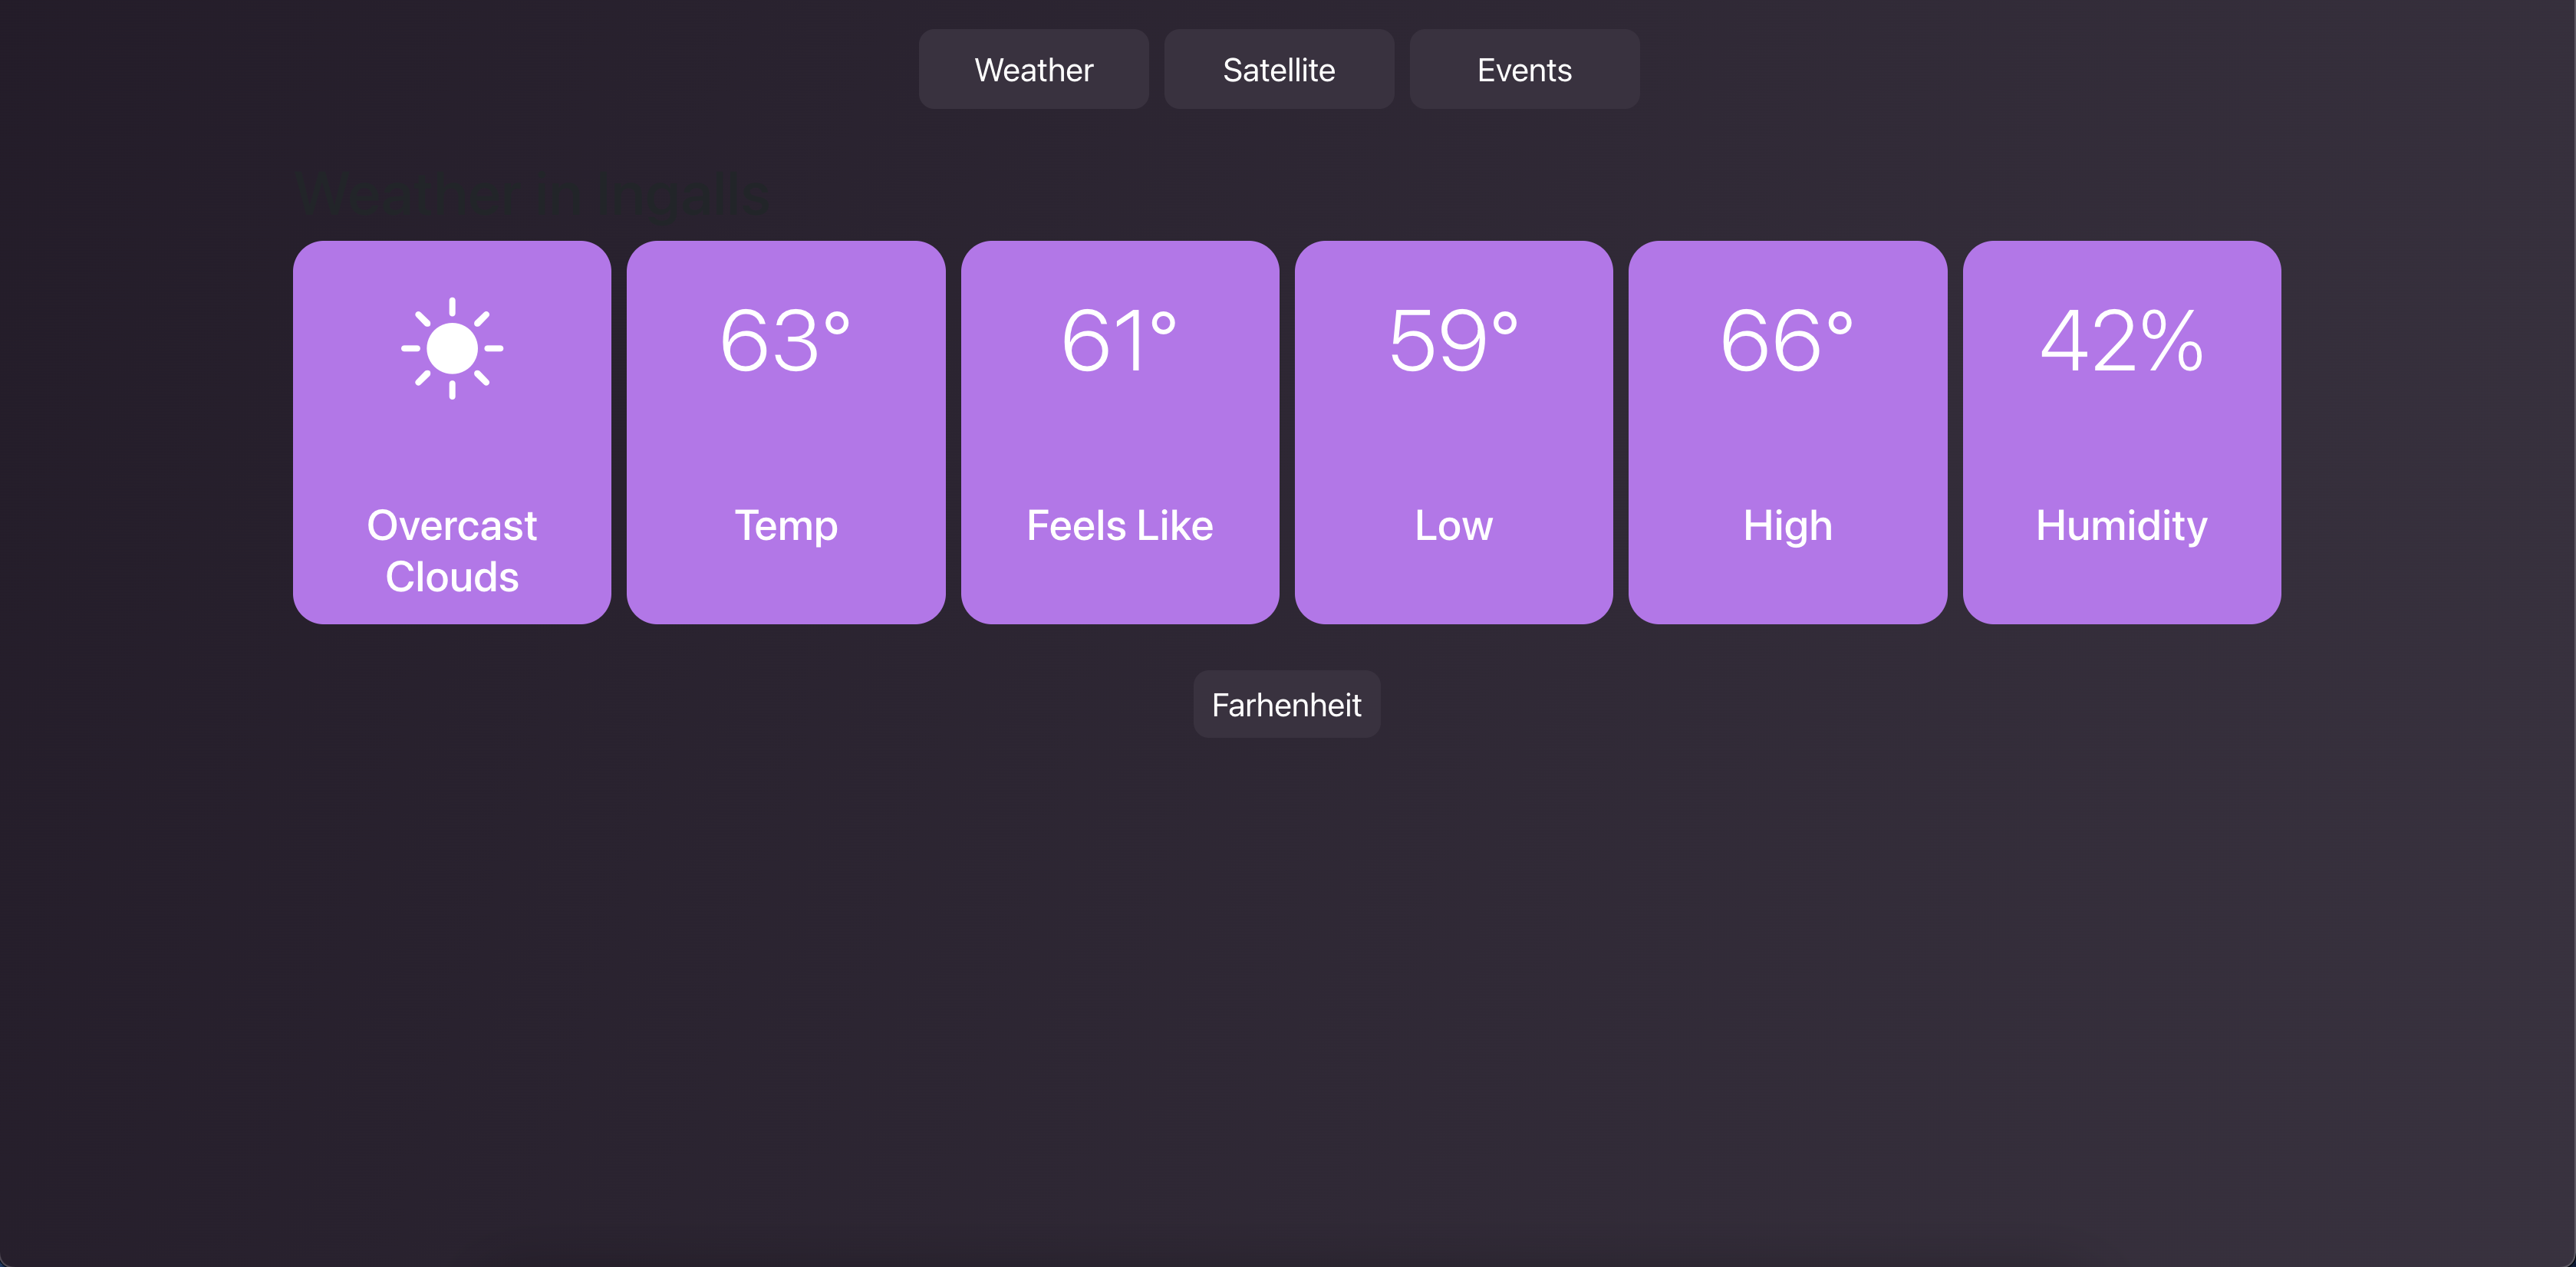 Weather
Satellite
Events
Weather in Ingalls
63°
61°
59°
66°
42%
Overcast
Clouds
Temp
Feels Like
Low
High
Humidity
Farhenheit